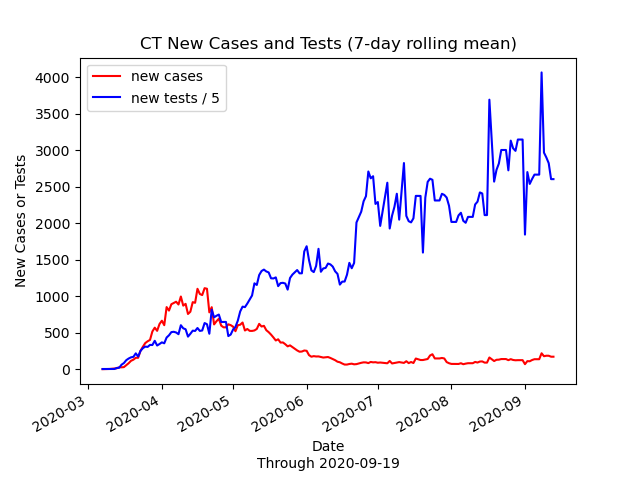 CT New Cases and Tests (7-day rolling mean)
new cases
new tests / 5
4000
3500
3000
2500
2000
1500
1000
500
0
New Cases or Tests
2020-03
2020-04
2020-05
2020-06
2020-07
2020-08
2020-09
Date
Through 2020-09-19